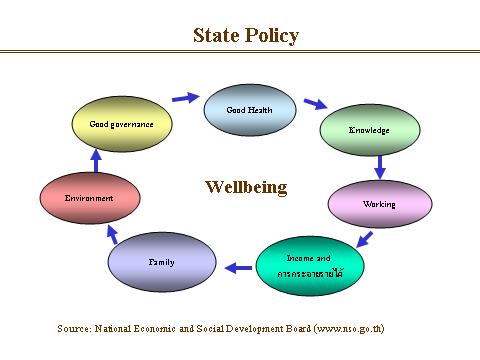 State Policy
Good Health
Good governance
Knowledge
Wellbeing
Environment
Working
Income and
การกระจายรายได้
Family
Source: National Economic and Social Development Board (www.nso.go.th)